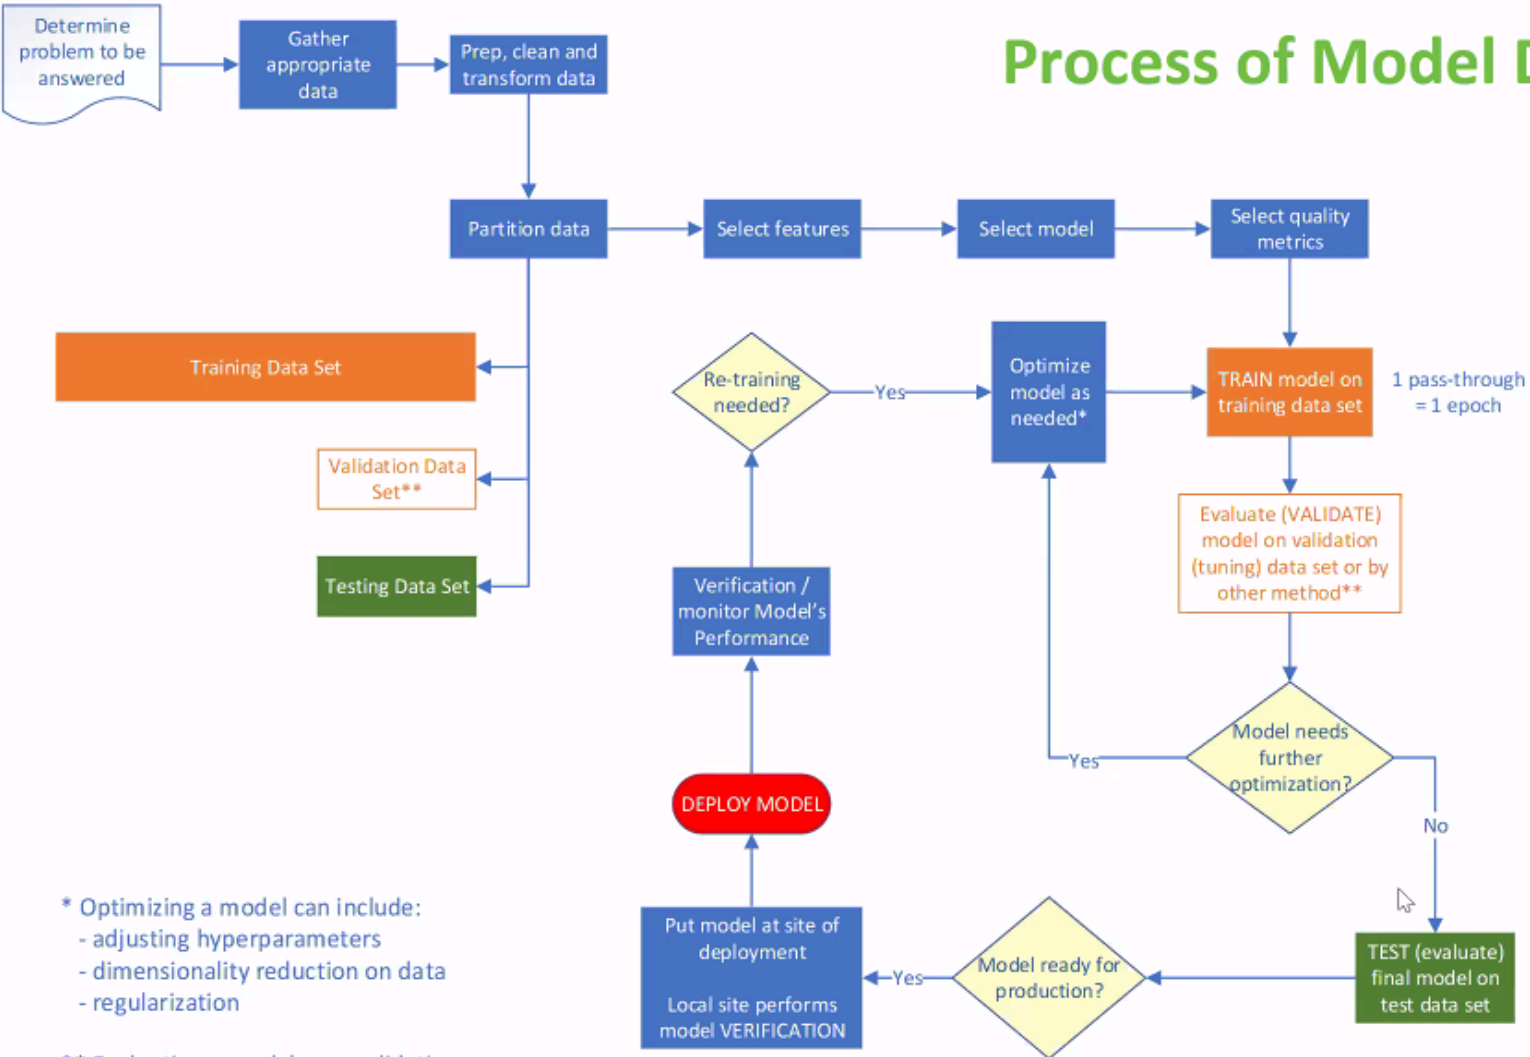 Determine
problem to be
answered
Gather
appropriate
data
Prep, clean and
transform data
Process of Model
Partition data
Select features
Select model
Select quality
metrics
Training Data Set
Validation Data
Set**
Testing Data Set
Re-training
needed?
Yes
Optimize
model as
needed*
TRAIN model on
training data set
1 pass-through
= 1 epoch
Evaluate (VALIDATE)
model on validation
(tuning) data set or by
other method**
Verification /
monitor Model's
Performance
Model needs
further
optimization?
Yes
No
DEPLOY MODEL
Put model at site of
deployment
Local site performs
model VERIFICATION
Yes
Model ready for
production?
TEST (evaluate)
final model on
test data set
* Optimizing a model can include:
- adjusting hyperparameters
- dimensionality reduction on data
- regularization